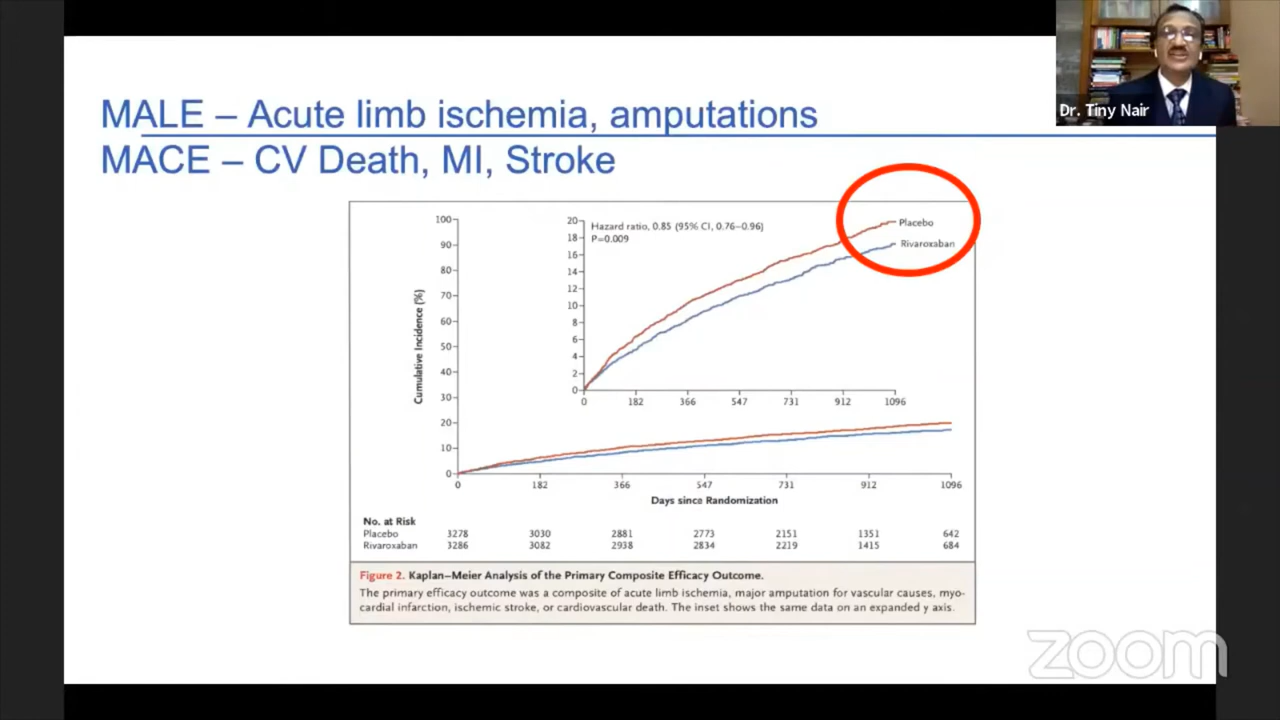 MALE – Acute limb ischemia, amputations
MACE – CV Death, MI, Stroke
Dr. Tiny Nair
100
90
80
70
60
50
40
30
20
10
0
Cumulative Incidence (%)
20
18
16
14
12
10
8
6
4
2
0
Hazard ratio, 0.85 (95% CI, 0.76–0.96)
P=0.009
Placebo
Rivaroxaban
0 182 366 547 731 912 1096
0 182 366 547 731 912 1096
Days since Randomization
No. at Risk
Placebo 3278 3030 2881 2773 2151 1351 642
Rivaroxaban 3286 3082 2938 2834 2219 1415 684
Figure 2. Kaplan–Meier Analysis of the Primary Composite Efficacy Outcome.
The primary efficacy outcome was a composite of acute limb ischemia, major amputation for vascular causes, myo-
cardial infarction, ischemic stroke, or cardiovascular death. The inset shows the same data on an expanded y axis.
zoom